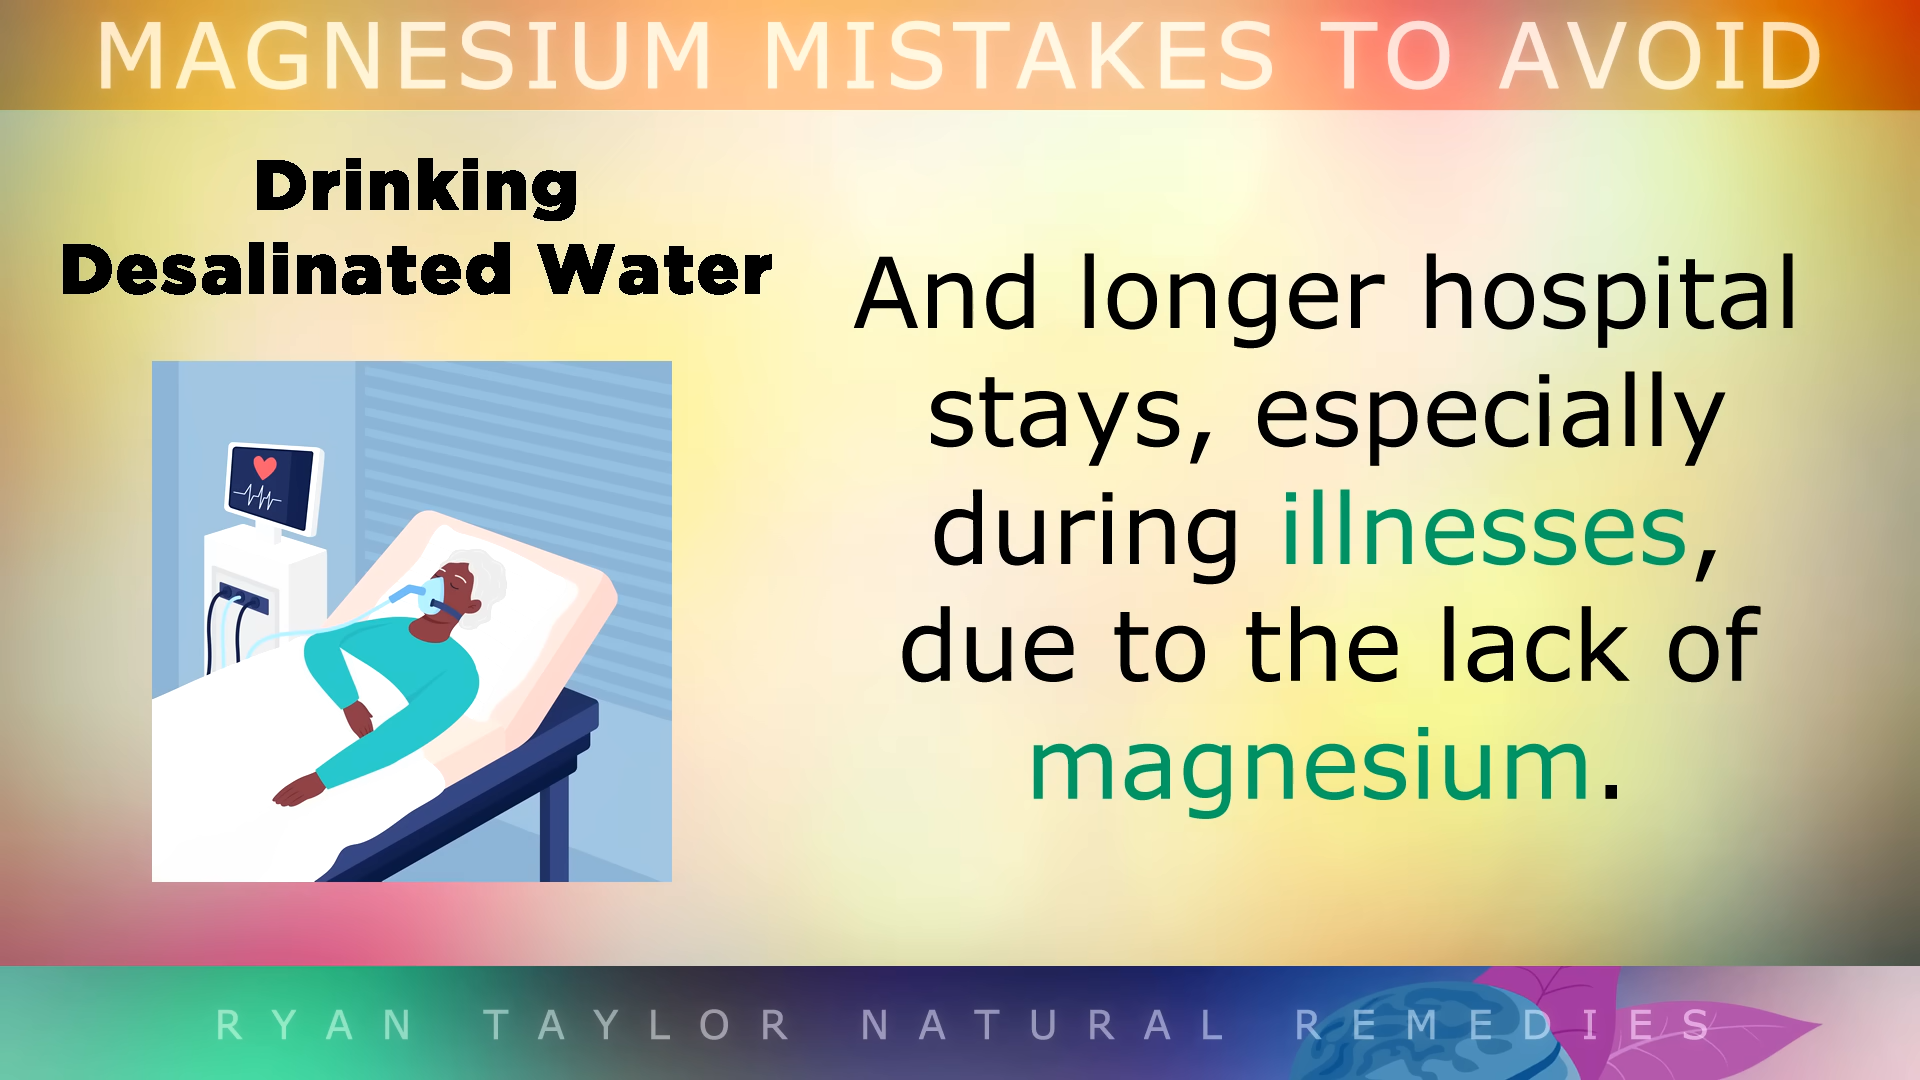 MAGNESIUM MISTAKES TO AVOID
Drinking
Desalinated Water
And longer hospital
stays, especially
during illnesses,
due to the lack of
magnesium.
RYAN TAYLOR NATURAL REMEDIES